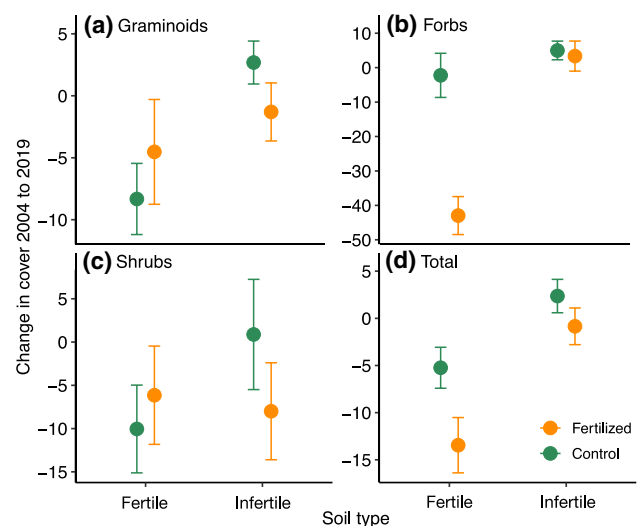 (a) Graminoids
(b) Forbs
5
0
−5
−10
10
0
−10
−20
−30
−40
−50
Change in cover 2004 to 2019
(c) Shrubs
(d) Total
5
0
−5
−10
−15
5
0
−5
−10
−15
Fertilized
Control
Fertile
Infertile
Fertile
Infertile
Soil type